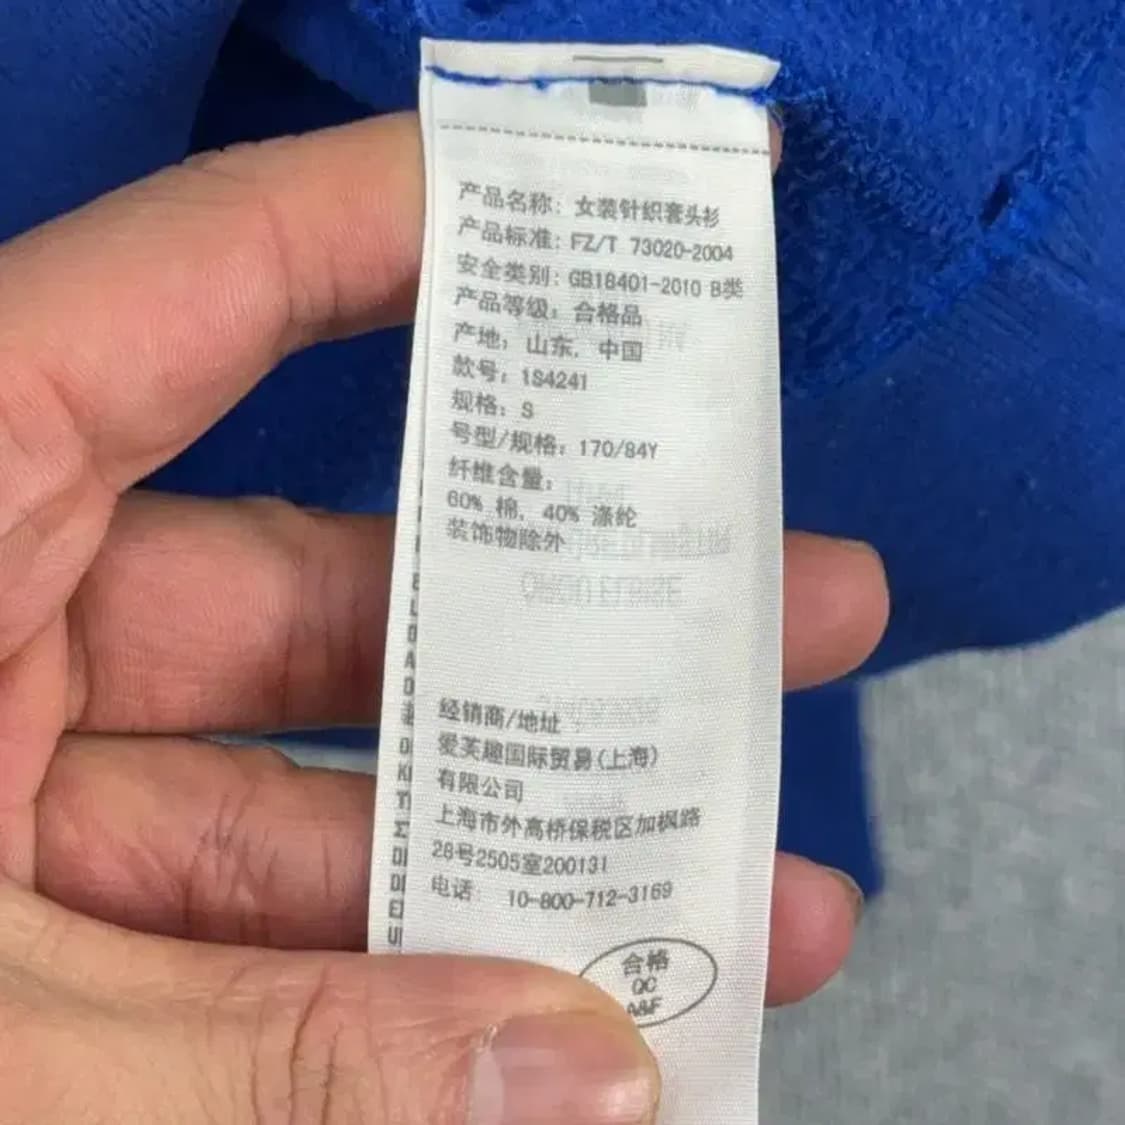 产品名称：女装针织套头衫
产品标准：FZ/T 73020-2004
安全类别：GB18401-2010 B类
产品等级：合格品
产地：山东，中国
款号：184241
规格：S
号型/规格：170/84Y
纤维含量：
60% 棉，40% 涤纶
装饰物除外
经销商/地址：
爱芙趣国际贸易(上海)
有限公司
上海市外高桥保税区加枫路
26号2505室200131
电话：10-800-712-3169
合格
QC
A&F